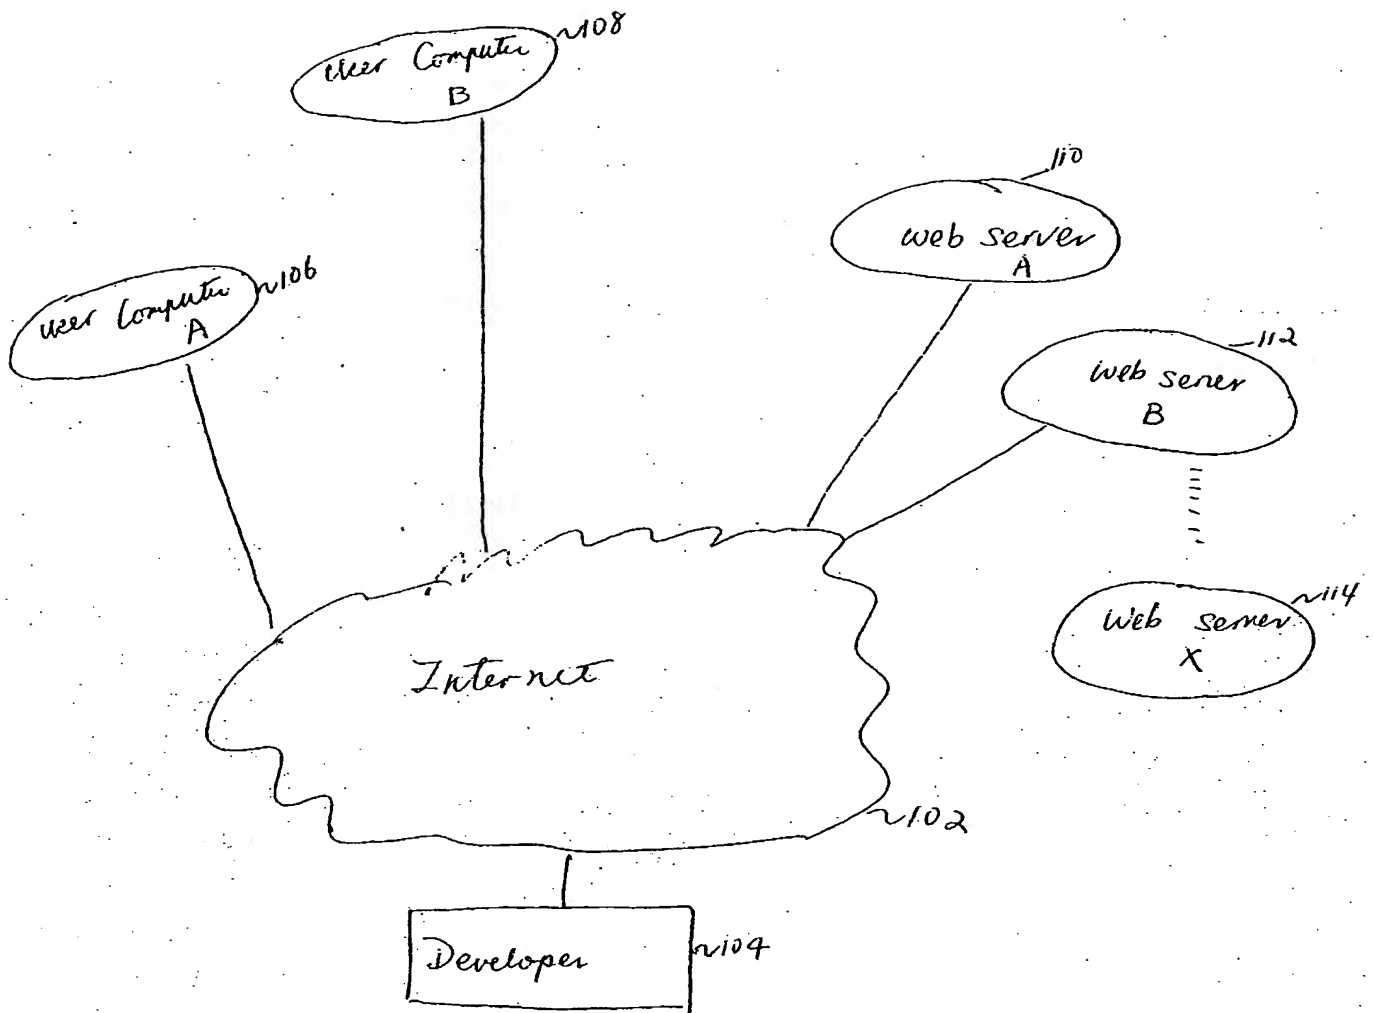 User Computer
B
108
110
web server
A
User Computer
A
106
112
web server
B
114
Web server
X
Internet
102
Developer
104